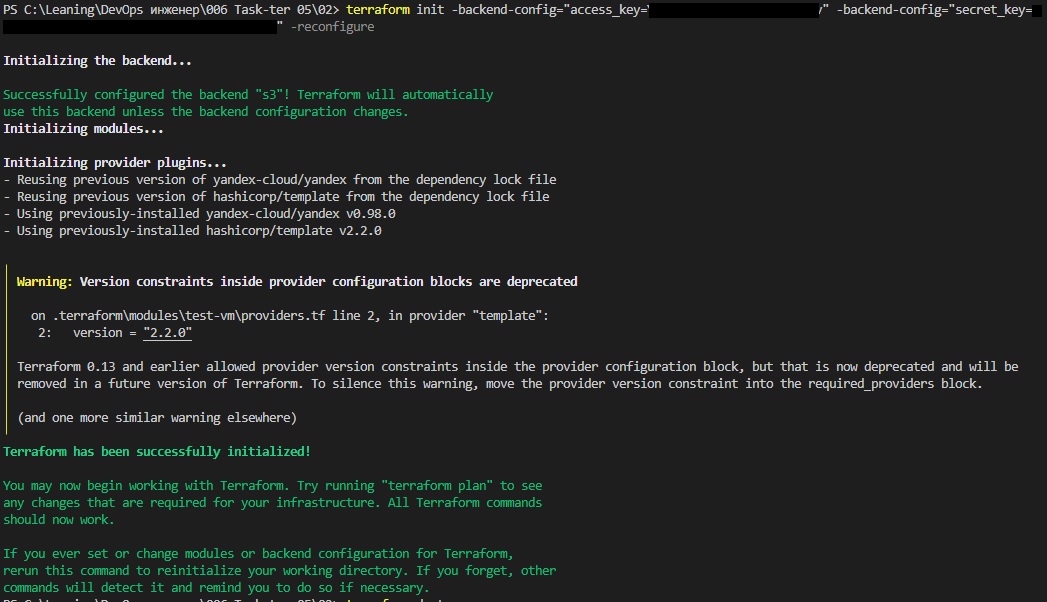 PS C:\Leaning\DevOps инженер\006 Task-ter 05\02> terraform init -backend-config="access_key= y" -backend-config="secret_key=
" -reconfigure
Initializing the backend...
Successfully configured the backend "s3"! Terraform will automatically
use this backend unless the backend configuration changes.
Initializing modules...
Initializing provider plugins...
- Reusing previous version of yandex-cloud/yandex from the dependency lock file
- Reusing previous version of hashicorp/template from the dependency lock file
- Using previously-installed yandex-cloud/yandex v0.98.0
- Using previously-installed hashicorp/template v2.2.0
Warning: Version constraints inside provider configuration blocks are deprecated
on .terraform\modules\test-vm\providers.tf line 2, in provider "template":
2: version = "2.2.0"
Terraform 0.13 and earlier allowed provider version constraints inside the provider configuration block, but that is now deprecated and will be
removed in a future version of Terraform. To silence this warning, move the provider version constraint into the required_providers block.
(and one more similar warning elsewhere)
Terraform has been successfully initialized!
You may now begin working with Terraform. Try running "terraform plan" to see
any changes that are required for your infrastructure. All Terraform commands
should now work.
If you ever set or change modules or backend configuration for Terraform,
rerun this command to reinitialize your working directory. If you forget, other
commands will detect it and remind you to do so if necessary.